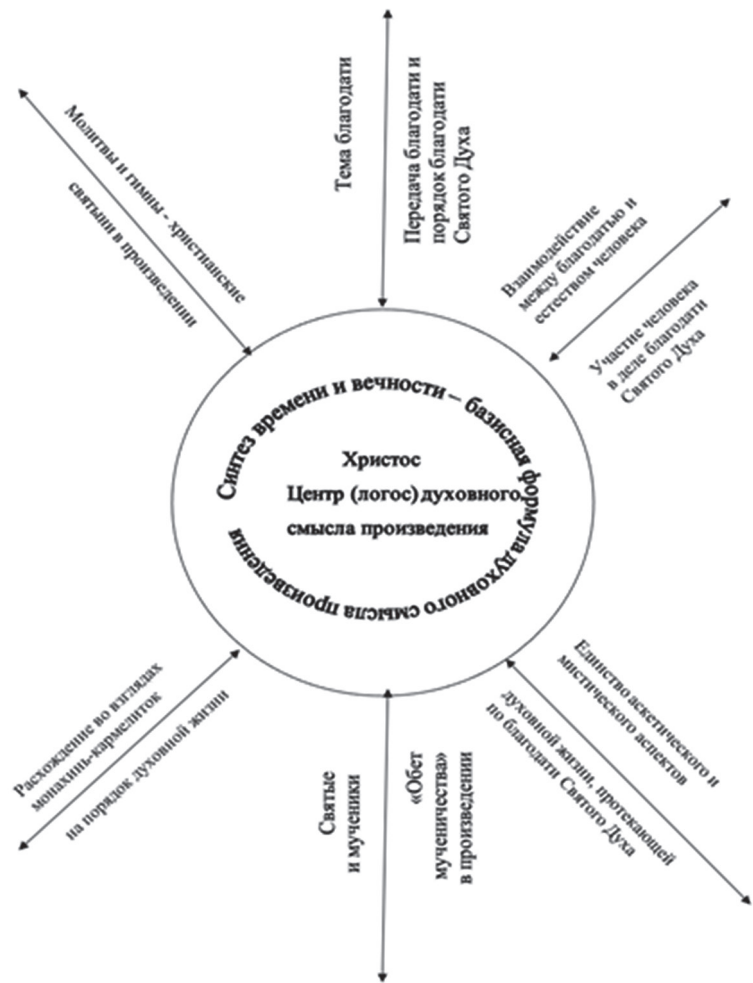 Тема благодати
Передача благодати и
порядок благодати
Святого Духа
Молитвы и гимны - христианские
святыни в произведении
Взаимодействие
между благодатью и
естеством человека
Участие человека
в деле благодати
Святого Духа
Синтез времени и вечности – базисная формула духовного смысла произведения
Христос
Центр (логос) духовного
смысла произведения
Расхождение во взглядах
монахинь-кармелиток
на порядок духовной жизни
Святые
и мученики
«Обет
мученичества»
в произведении
Единство аскетического и
мистического аспектов
духовной жизни, протекающей
по благодати Святого Духа